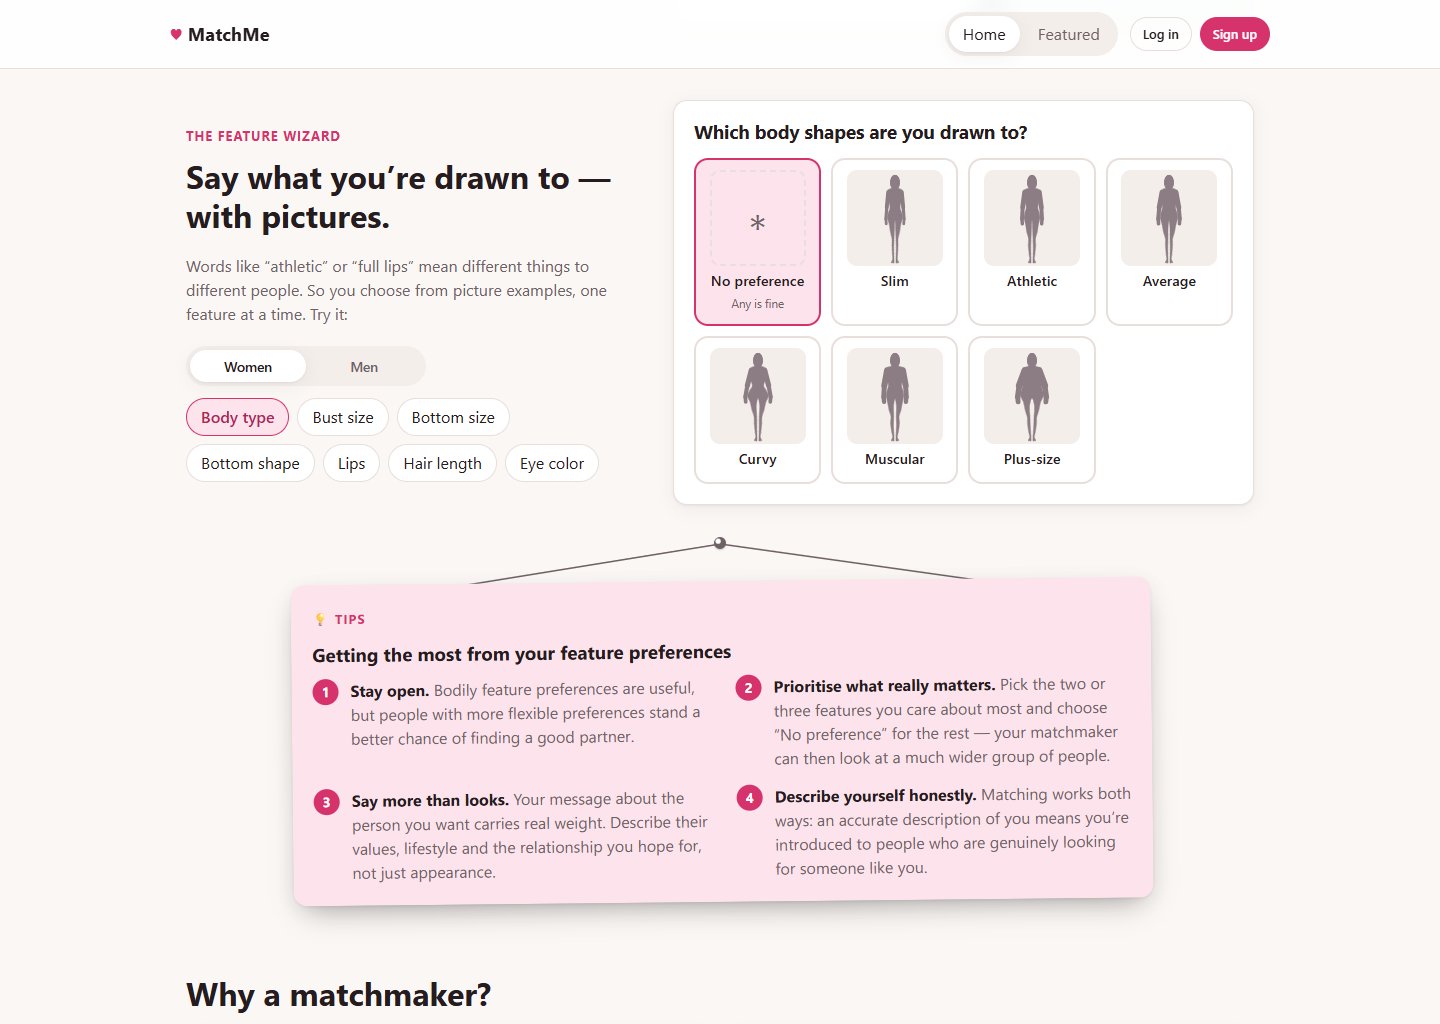 MatchMe
Home
Featured
Log in
Sign up
THE FEATURE WIZARD
Say what you’re drawn to —
with pictures.
Words like “athletic” or “full lips” mean different things to
different people. So you choose from picture examples, one
feature at a time. Try it:
Women
Men
Body type
Bust size
Bottom size
Bottom shape
Lips
Hair length
Eye color
Which body shapes are you drawn to?
*
No preference
Any is fine
Slim
Athletic
Average
Curvy
Muscular
Plus-size
TIPS
Getting the most from your feature preferences
1
Stay open. Bodily feature preferences are useful,
but people with more flexible preferences stand a
better chance of finding a good partner.
2
Prioritise what really matters. Pick the two or
three features you care about most and choose
“No preference” for the rest — your matchmaker
can then look at a much wider group of people.
3
Say more than looks. Your message about the
person you want carries real weight. Describe their
values, lifestyle and the relationship you hope for,
not just appearance.
4
Describe yourself honestly. Matching works both
ways: an accurate description of you means you’re
introduced to people who are genuinely looking
for someone like you.
Why a matchmaker?